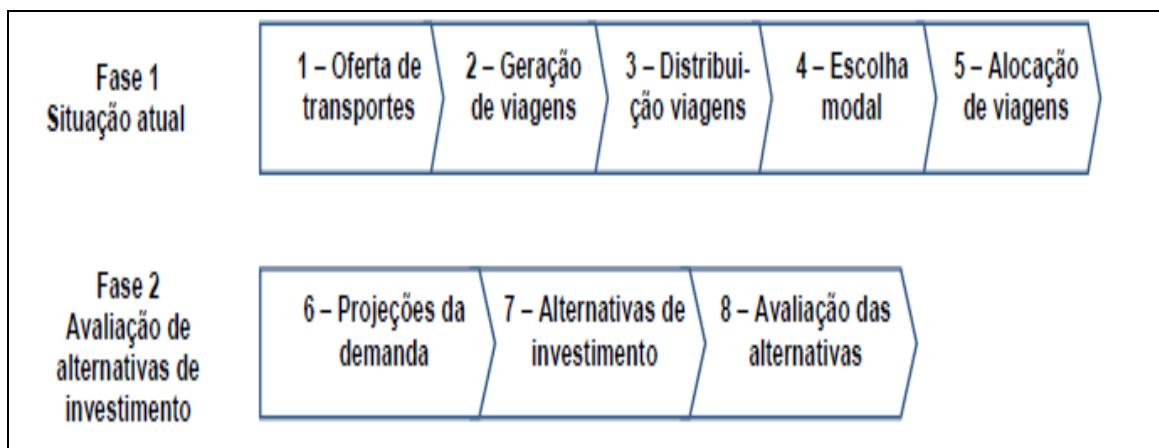 Fase 1
Situação atual
1 – Oferta de
transportes
2 – Geração
de viagens
3 – Distribui-
ção viagens
4 – Escolha
modal
5 – Alocação
de viagens
Fase 2
Avaliação de
alternativas de
investimento
6 – Projeções da
demanda
7 – Alternativas de
investimento
8 – Avaliação das
alternativas